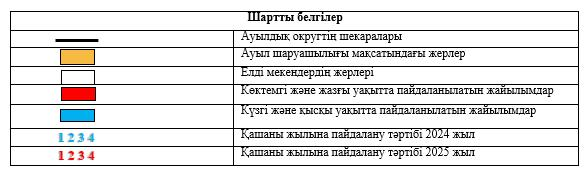 Шартты белгілер
Ауылдық округтің шекаралары
Ауыл шаруашылығы мақсатындағы жерлер
Елді мекендердің жерлері
Көктемгі және жазғы уақытта пайдаланылатын жайылымдар
Күзгі және қысқы уақытта пайдаланылатын жайылымдар
1 2 3 4 Қашаны жылына пайдалану тәртібі 2024 жыл
1 2 3 4 Қашаны жылына пайдалану тәртібі 2025 жыл